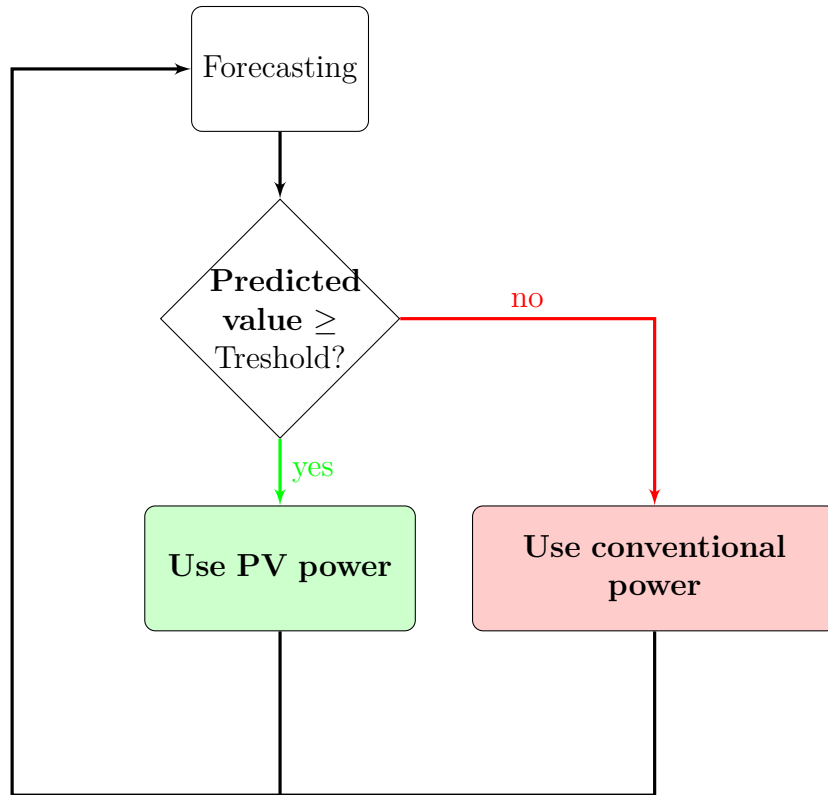 Forecasting
Predicted
value ≥
Treshold?
no
yes
Use PV power
Use conventional
power